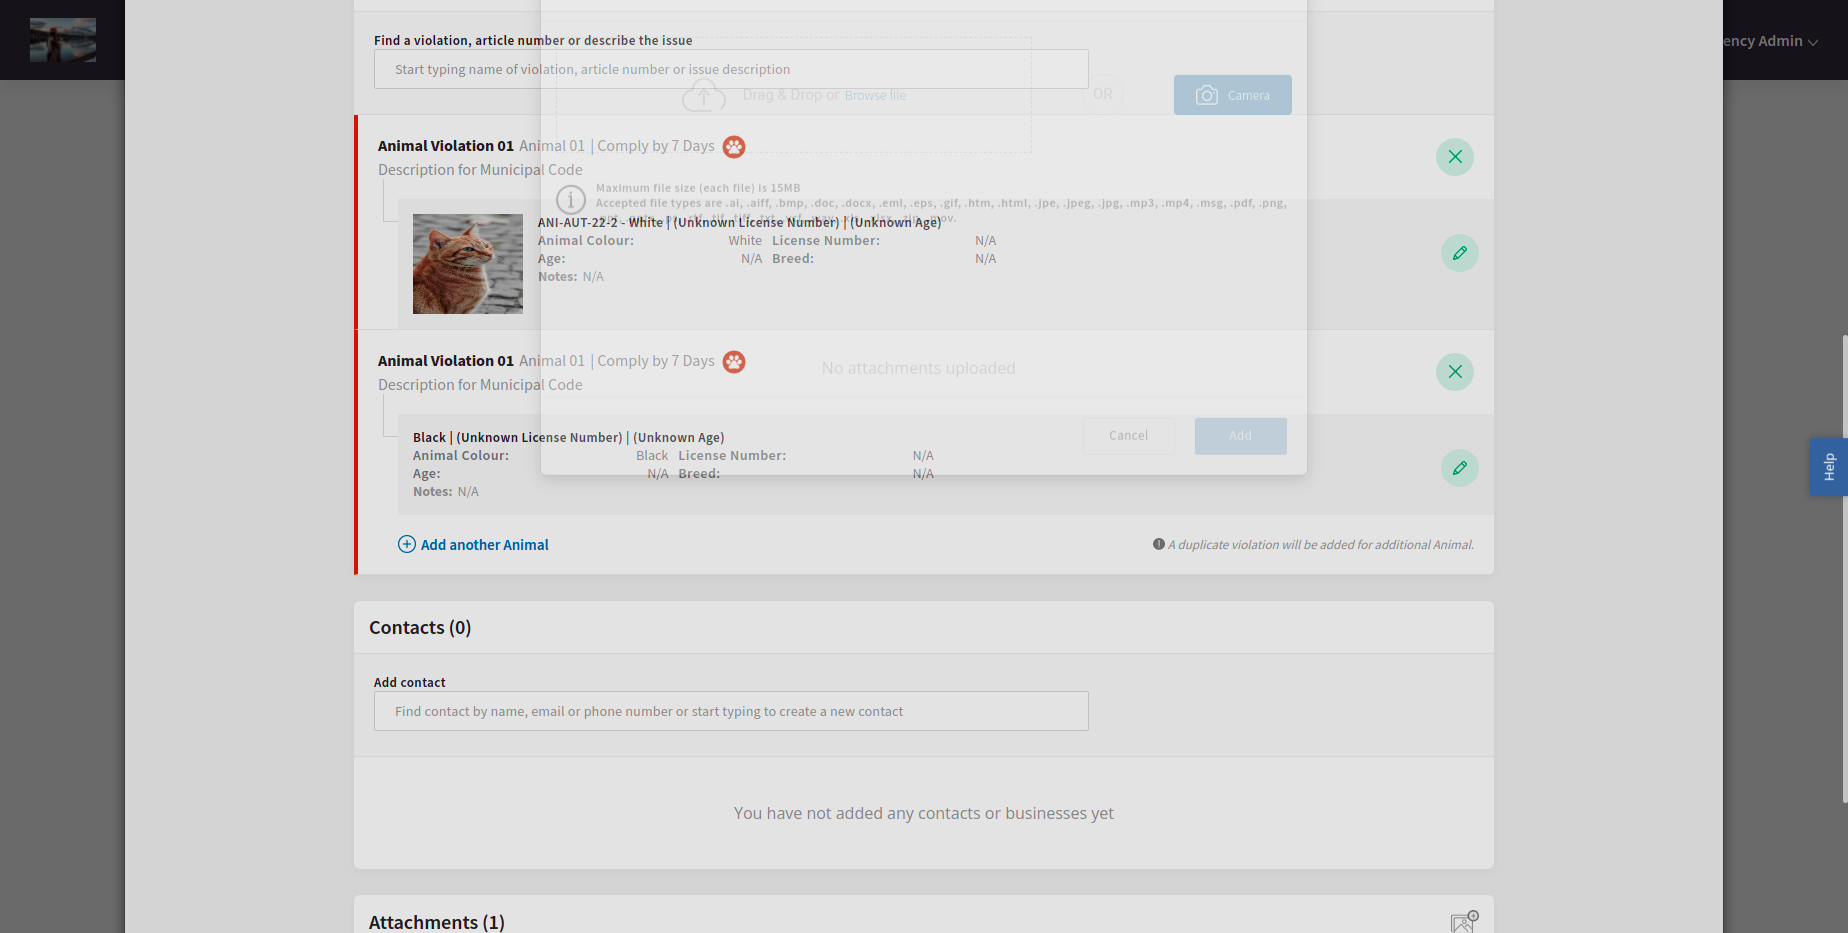 ency Admin
Find a violation, article number or describe the issue
Start typing name of violation, article number or issue description
Drag & Drop or Browse file
OR
Camera
Animal Violation 01 Animal 01 | Comply by 7 Days
Description for Municipal Code
Maximum file size (each file) is 15MB
Accepted file types are .ai, .aiff, .bmp, .doc, .docx, .eml, .eps, .gif, .htm, .html, .jpe, .jpeg, .jpg, .mp3, .mp4, .msg, .pdf, .png,
ANI-AUT-22-2 - White | (Unknown License Number) | (Unknown Age)
Animal Colour: White License Number: N/A
Age: N/A Breed: N/A
Notes: N/A
Animal Violation 01 Animal 01 | Comply by 7 Days
No attachments uploaded
Description for Municipal Code
Black | (Unknown License Number) | (Unknown Age)
Cancel
Add
Animal Colour: Black License Number: N/A
Age: N/A Breed: N/A
Notes: N/A
Help
Add another Animal
A duplicate violation will be added for additional Animal.
Contacts (0)
Add contact
Find contact by name, email or phone number or start typing to create a new contact
You have not added any contacts or businesses yet
Attachments (1)